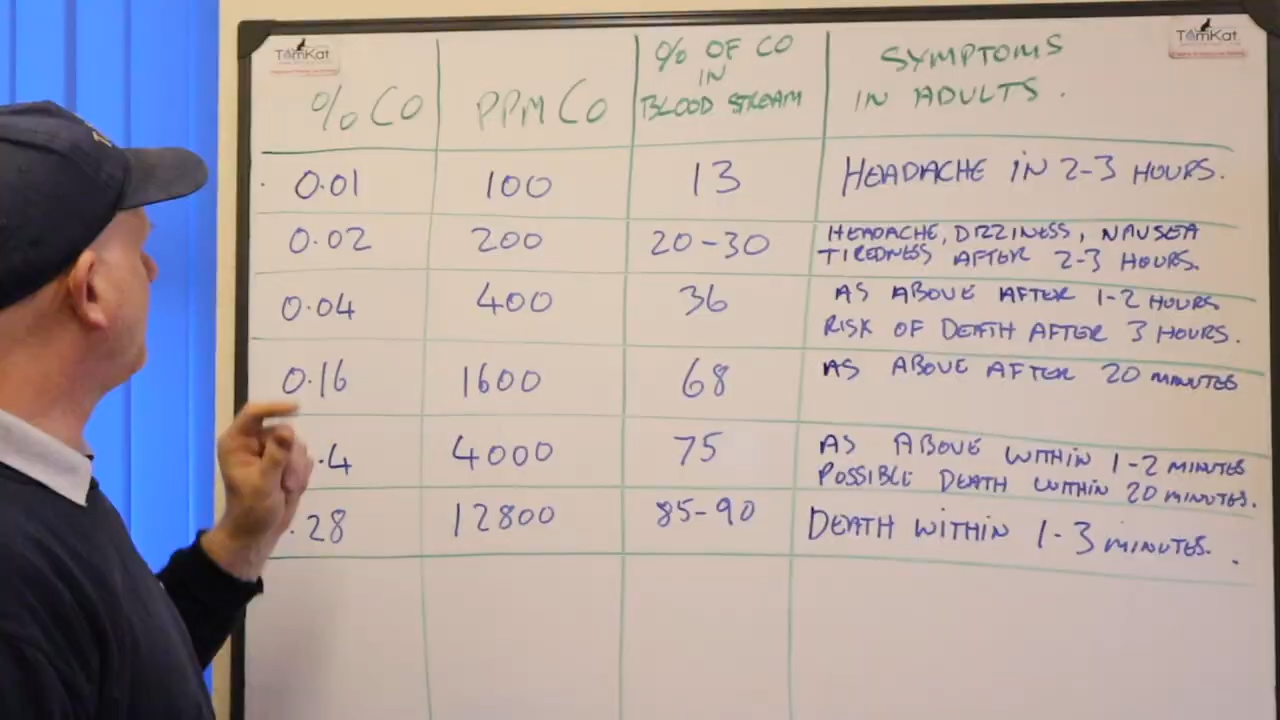 TomKat
TomKat
% CO
PPM CO
% OF CO
IN
BLOOD STREAM
SYMPTOMS
IN ADULTS.
0.01
100
13
HEADACHE IN 2-3 HOURS.
0.02
200
20-30
HEADACHE, DIZZINESS, NAUSEA
TIREDNESS AFTER 2-3 HOURS.
0.04
400
36
AS ABOVE AFTER 1-2 HOURS
RISK OF DEATH AFTER 3 HOURS.
0.16
1600
68
AS ABOVE AFTER 20 MINUTES
.4
4000
75
AS ABOVE WITHIN 1-2 MINUTES
POSSIBLE DEATH WITHIN 20 MINUTES.
.28
12800
85-90
DEATH WITHIN 1-3 MINUTES.